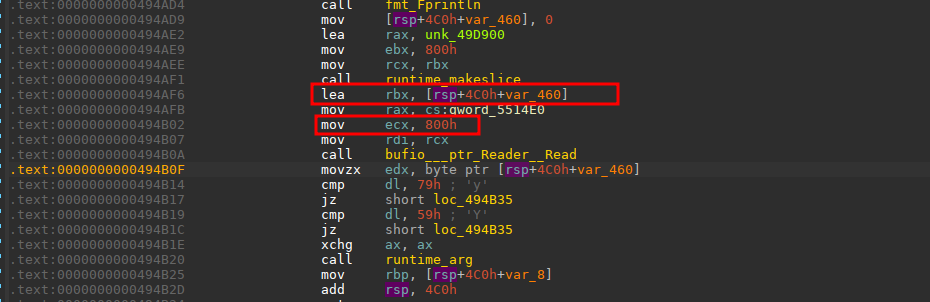 .text:0000000000494AD4 call fmt_Fprintln
.text:0000000000494AD9 mov [rsp+4C0h+var_460], 0
.text:0000000000494AE2 lea rax, unk_49D900
.text:0000000000494AE9 mov ebx, 800h
.text:0000000000494AEE mov rcx, rbx
.text:0000000000494AF1 call runtime_makeslice
.text:0000000000494AF6 lea rbx, [rsp+4C0h+var_460]
.text:0000000000494AFB mov rax, cs:qword_5514E0
.text:0000000000494B02 mov ecx, 800h
.text:0000000000494B07 mov rdi, rcx
.text:0000000000494B0A call bufio___ptr_Reader__Read
.text:0000000000494B0F movzx edx, byte ptr [rsp+4C0h+var_460]
.text:0000000000494B14 cmp dl, 79h ; 'y'
.text:0000000000494B17 jz short loc_494B35
.text:0000000000494B19 cmp dl, 59h ; 'Y'
.text:0000000000494B1C jz short loc_494B35
.text:0000000000494B1E xchg ax, ax
.text:0000000000494B20 call runtime_arg
.text:0000000000494B25 mov rbp, [rsp+4C0h+var_8]
.text:0000000000494B2D add rsp, 4C0h